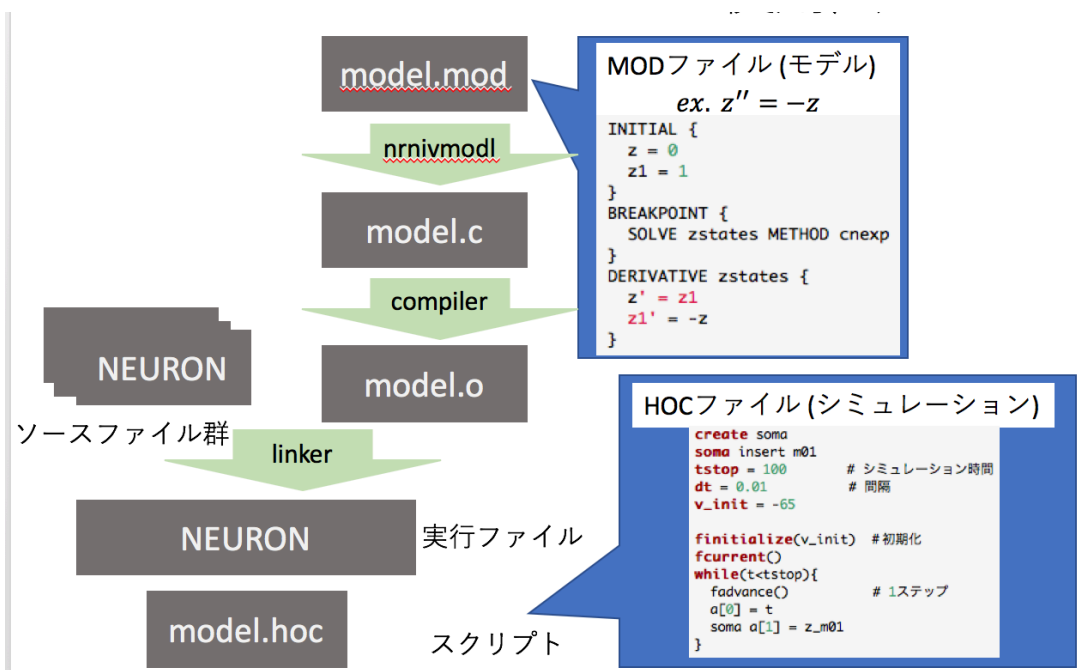 model.mod
nrnivmodl
model.c
compiler
model.o
NEURON
ソースファイル群
linker
NEURON
実行ファイル
model.hoc
スクリプト
MODファイル (モデル)
ex. z′′ = −z
INITIAL {
  z = 0
  z1 = 1
}
BREAKPOINT {
  SOLVE zstates METHOD cnexp
}
DERIVATIVE zstates {
  z' = z1
  z1' = -z
}
HOCファイル (シミュレーション)
create soma
soma insert m01
tstop = 100 # シミュレーション時間
dt = 0.01 # 間隔
v_init = -65
finitialize(v_init) #初期化
fcurrent()
while(t<tstop){
  fadvance() # 1ステップ
  a[0] = t
  soma a[1] = z_m01
}